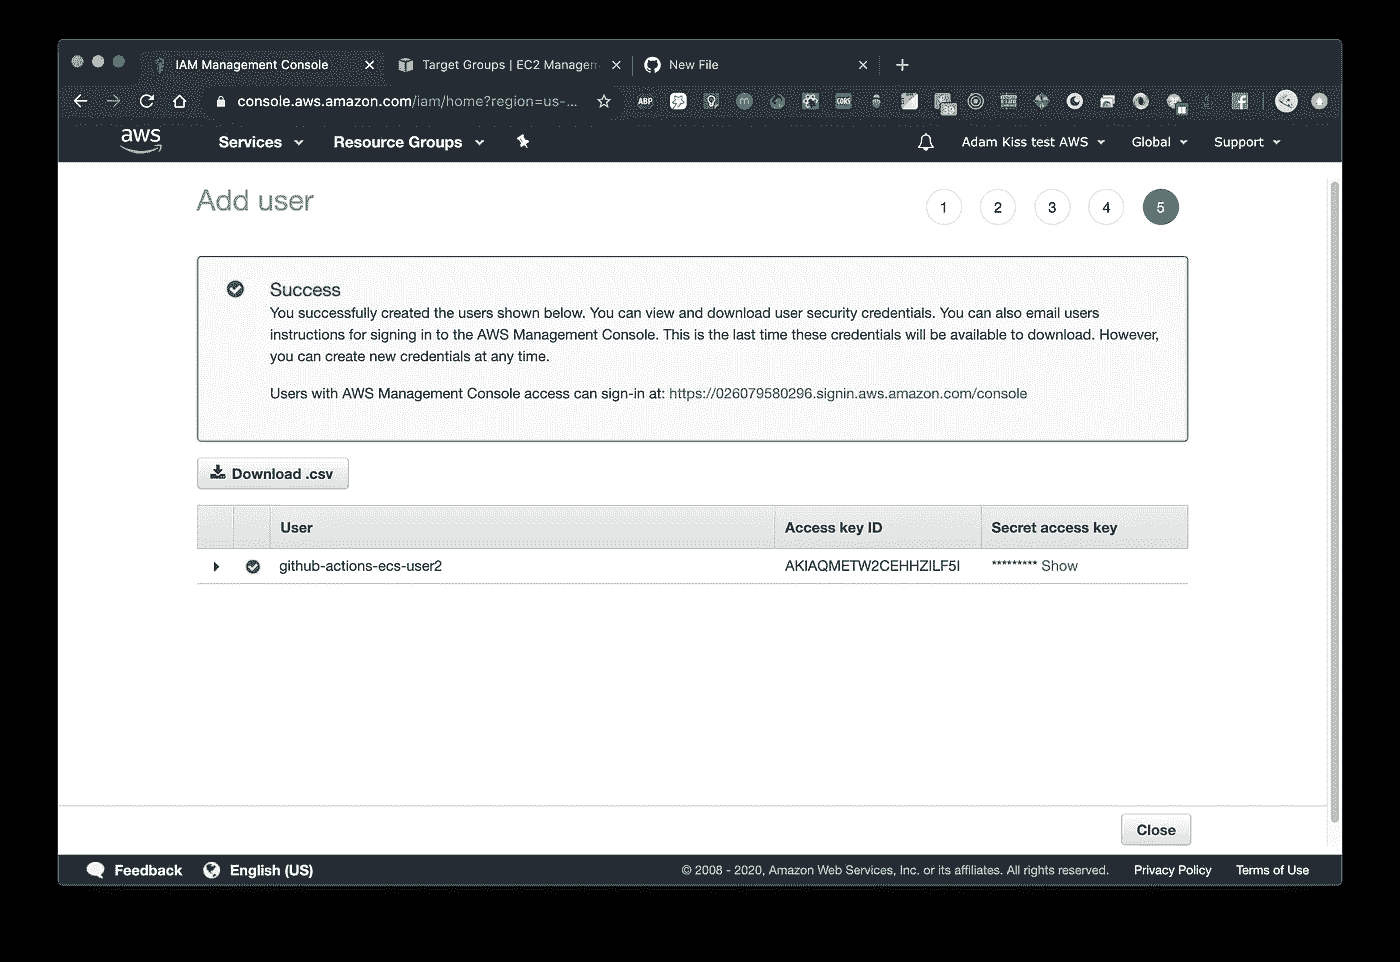 IAM Management Console
Target Groups | EC2 Managem
New File
console.aws.amazon.com/iam/home?region=us-...
ABP
CORS
39
aws
Services
Resource Groups
Adam Kiss test AWS
Global
Support
Add user
1 2 3 4 5
Success
You successfully created the users shown below. You can view and download user security credentials. You can also email users
instructions for signing in to the AWS Management Console. This is the last time these credentials will be available to download. However,
you can create new credentials at any time.
Users with AWS Management Console access can sign-in at: https://026079580296.signin.aws.amazon.com/console
Download .csv
User Access key ID Secret access key
github-actions-ecs-user2 AKIAQMETW2CEHHZILF5I ********* Show
Close
Feedback English (US) © 2008 - 2020, Amazon Web Services, Inc. or its affiliates. All rights reserved. Privacy Policy Terms of Use